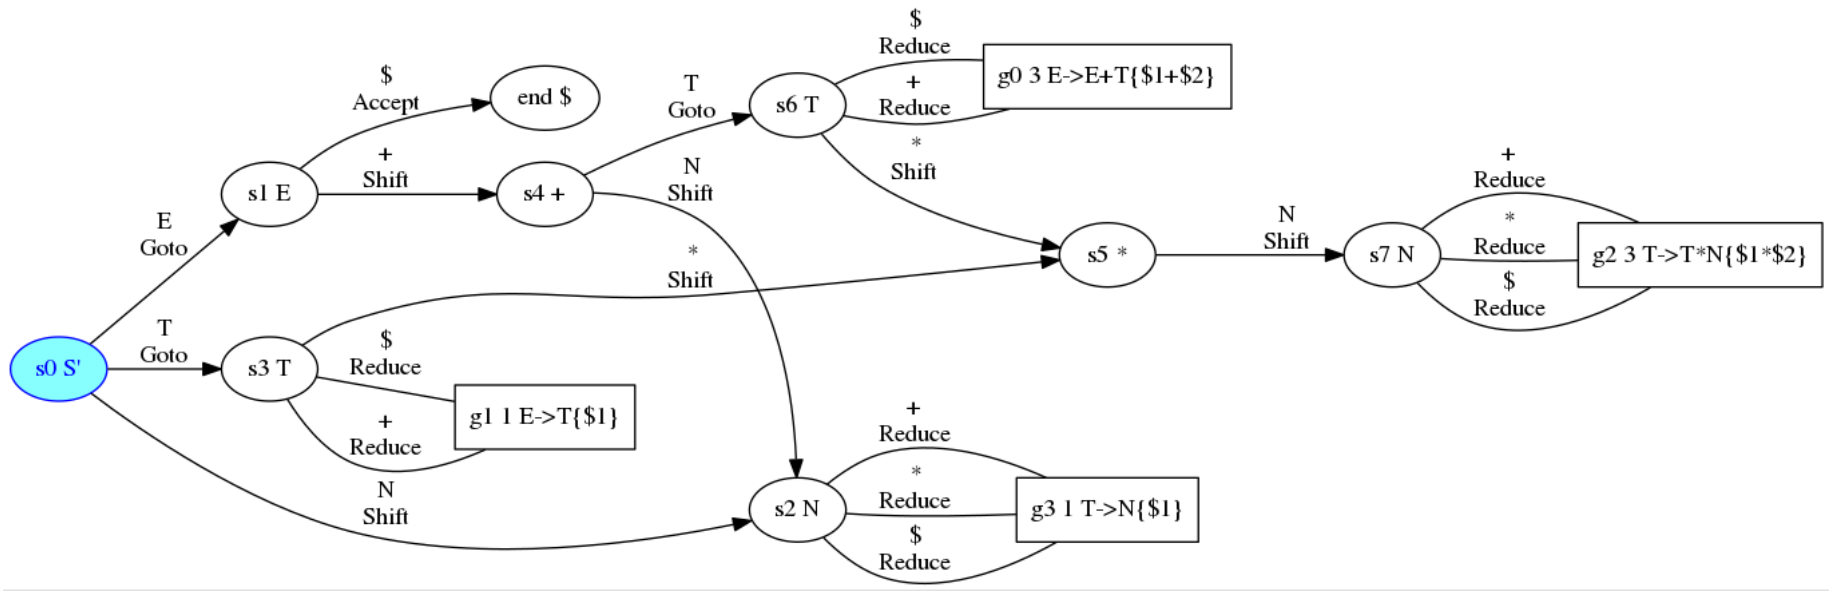 $
Reduce
+
Reduce
g0 3 E->E+T{$1+$2}
s6 T
*
Shift
T
Goto
$
Accept
end $
+
Shift
s1 E
s4 +
N
Shift
E
Goto
*
Shift
s5 *
N
Shift
s7 N
+
Reduce
*
Reduce
$
Reduce
g2 3 T->T*N{$1*$2}
s0 S'
T
Goto
s3 T
$
Reduce
+
Reduce
g1 1 E->T{$1}
N
Shift
s2 N
+
Reduce
*
Reduce
$
Reduce
g3 1 T->N{$1}